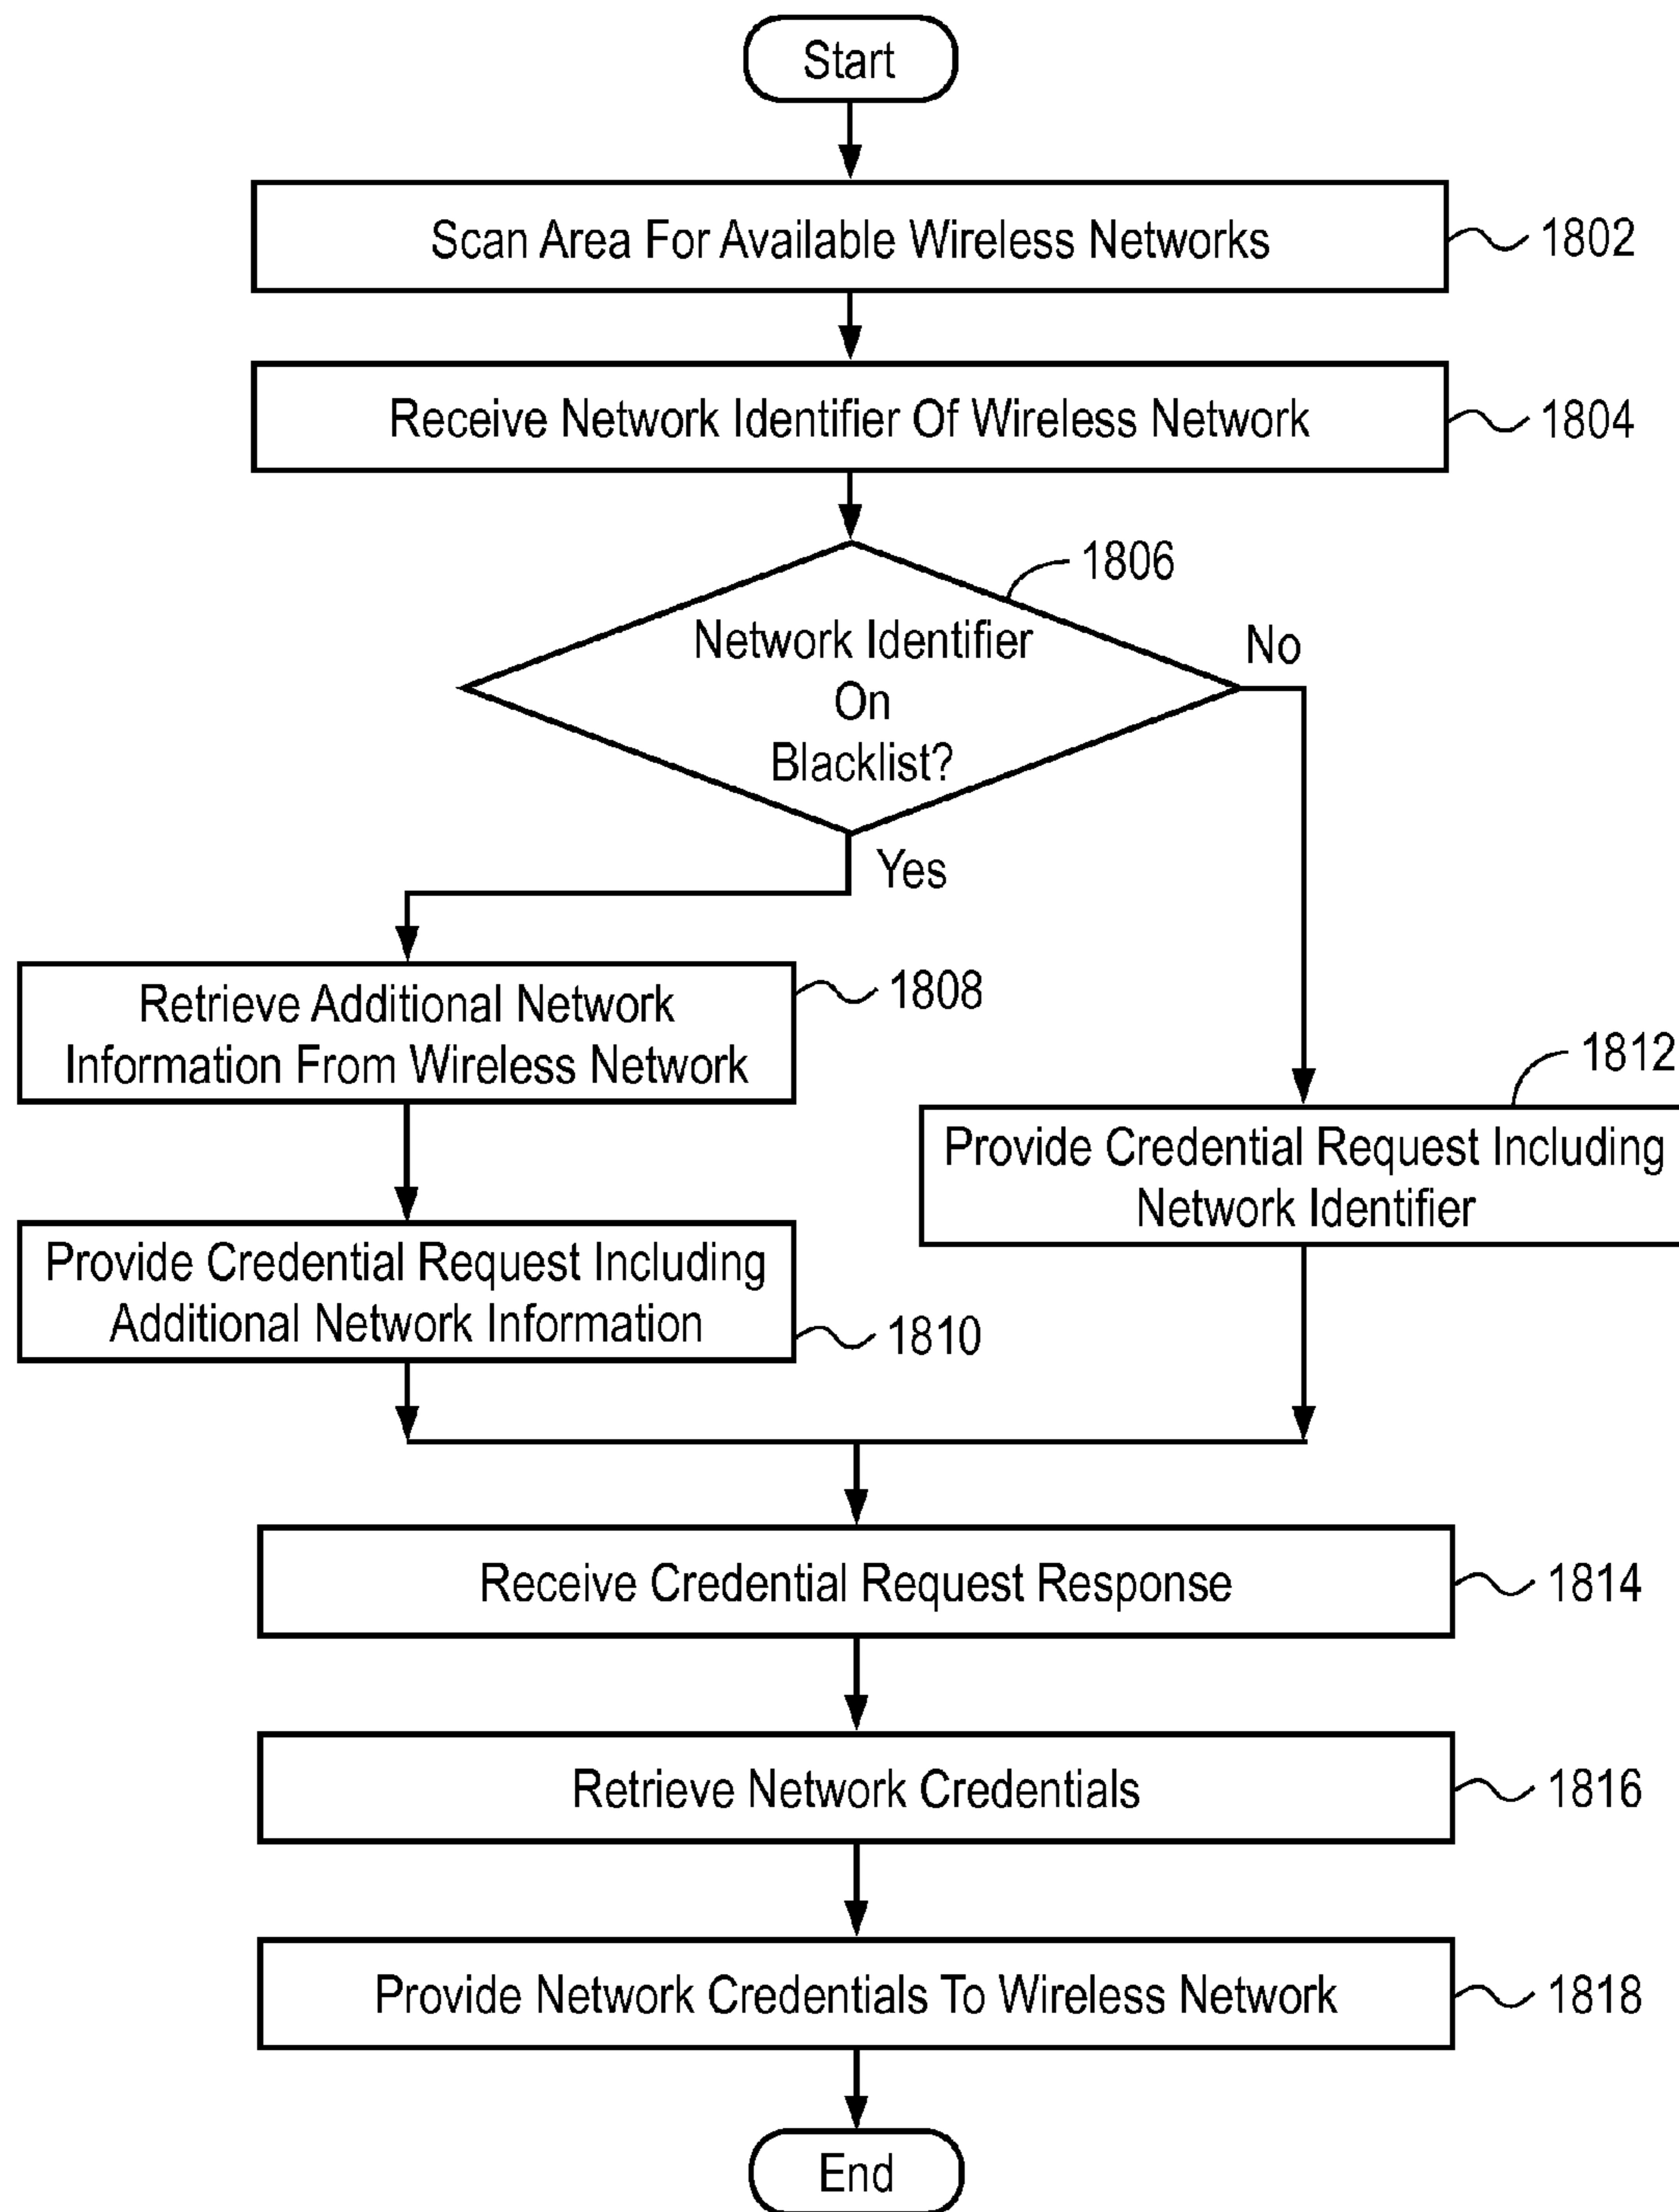 Start
Scan Area For Available Wireless Networks
1802
Receive Network Identifier Of Wireless Network
1804
1806
Network Identifier
On
Blacklist?
No
Yes
Retrieve Additional Network
Information From Wireless Network
1808
1812
Provide Credential Request Including
Network Identifier
Provide Credential Request Including
Additional Network Information
1810
Receive Credential Request Response
1814
Retrieve Network Credentials
1816
Provide Network Credentials To Wireless Network
1818
End